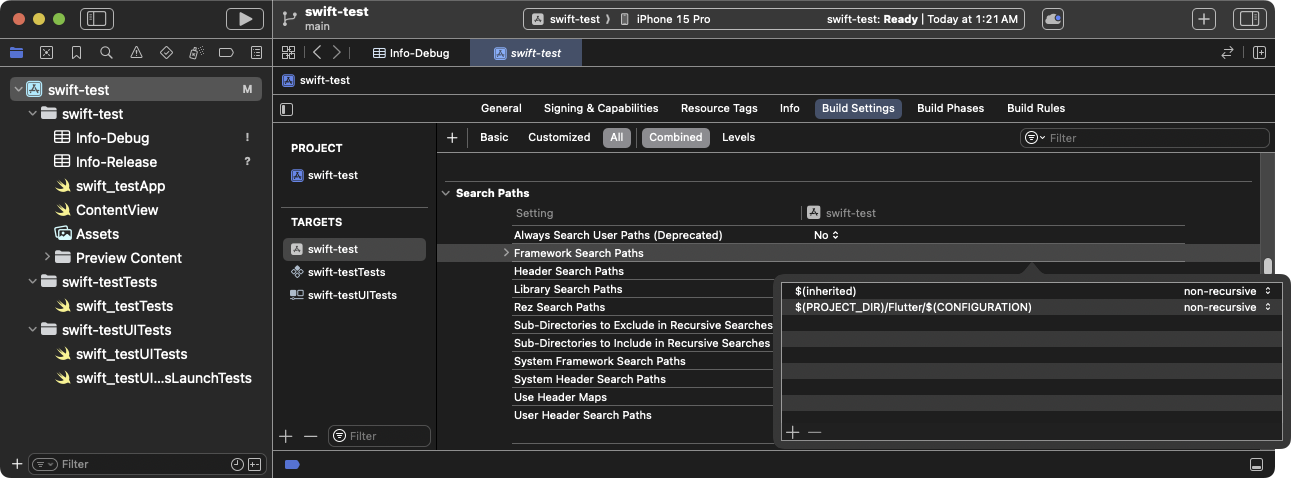 swift-test
main
swift-test
iPhone 15 Pro
swift-test: Ready | Today at 1:21 AM
Info-Debug
swift-test
swift-test
M
swift-test
Info-Debug
!
Info-Release
?
swift_testApp
ContentView
Assets
Preview Content
swift-testTests
swift_testTests
swift-testUITests
swift_testUITests
swift_testUI...sLaunchTests
Filter
swift-test
General
Signing & Capabilities
Resource Tags
Info
Build Settings
Build Phases
Build Rules
PROJECT
swift-test
TARGETS
swift-test
swift-testTests
swift-testUITests
Filter
Basic
Customized
All
Combined
Levels
Filter
Search Paths
Setting
swift-test
Always Search User Paths (Deprecated)
No
Framework Search Paths
Header Search Paths
Library Search Paths
Rez Search Paths
Sub-Directories to Exclude in Recursive Searches
Sub-Directories to Include in Recursive Searches
System Framework Search Paths
System Header Search Paths
Use Header Maps
User Header Search Paths
$(inherited)
non-recursive
$(PROJECT_DIR)/Flutter/$(CONFIGURATION)
non-recursive